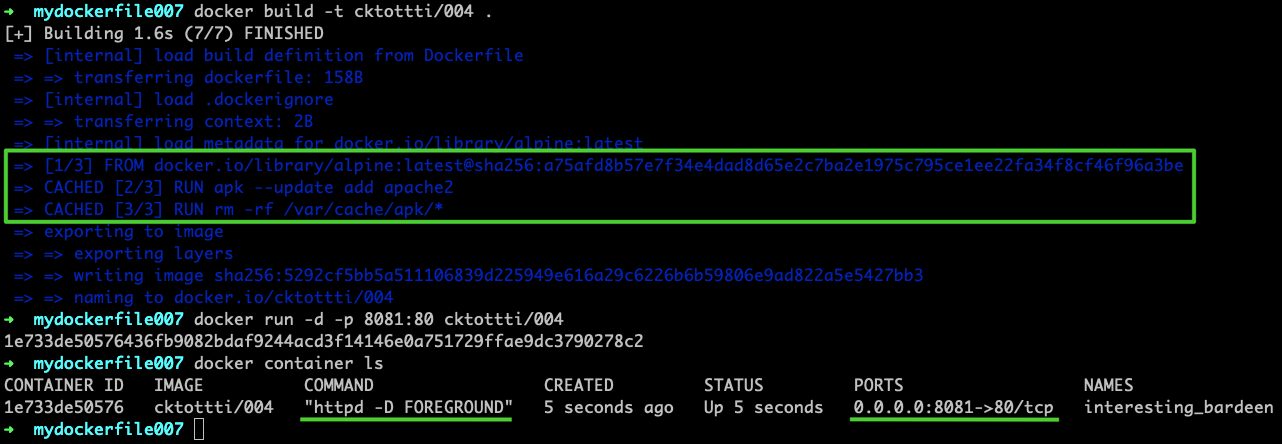 ➜ mydockerfile007 docker build -t cktottti/004 .
[+] Building 1.6s (7/7) FINISHED
=> [internal] load build definition from Dockerfile
=> => transferring dockerfile: 158B
=> [internal] load .dockerignore
=> => transferring context: 2B
=> [internal] load metadata for docker.io/library/alpine:latest
=> [1/3] FROM docker.io/library/alpine:latest@sha256:a75afd8b57e7f34e4dad8d65e2c7ba2e1975c795ce1ee22fa34f8cf46f96a3be
=> CACHED [2/3] RUN apk --update add apache2
=> CACHED [3/3] RUN rm -rf /var/cache/apk/*
=> exporting to image
=> => exporting layers
=> => writing image sha256:5292cf5bb5a511106839d225949e616a29c6226b6b59806e9ad822a5e5427bb3
=> => naming to docker.io/cktottti/004
➜ mydockerfile007 docker run -d -p 8081:80 cktottti/004
1e733de50576436fb9082bdaf9244acd3f14146e0a751729ffae9dc3790278c2
➜ mydockerfile007 docker container ls
CONTAINER ID IMAGE COMMAND CREATED STATUS PORTS NAMES
1e733de50576 cktottti/004 "httpd -D FOREGROUND" 5 seconds ago Up 5 seconds 0.0.0.0:8081->80/tcp interesting_bardeen
➜ mydockerfile007